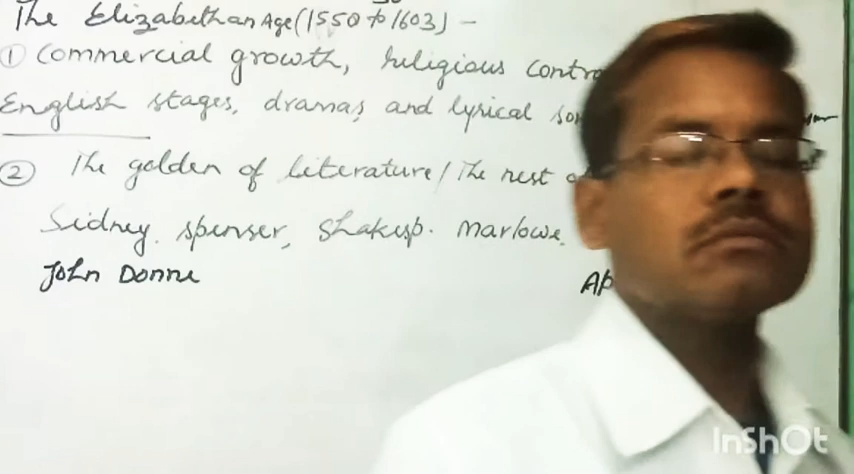 The Elizabethan Age (1550 to 1603) -
① Commercial growth, religious contro
English stages, dramas, and lyrical so
② The golden of literature / The nest o
Sidney. spenser, Shakesp. Marlowe.
John Donne
AP
InShOt